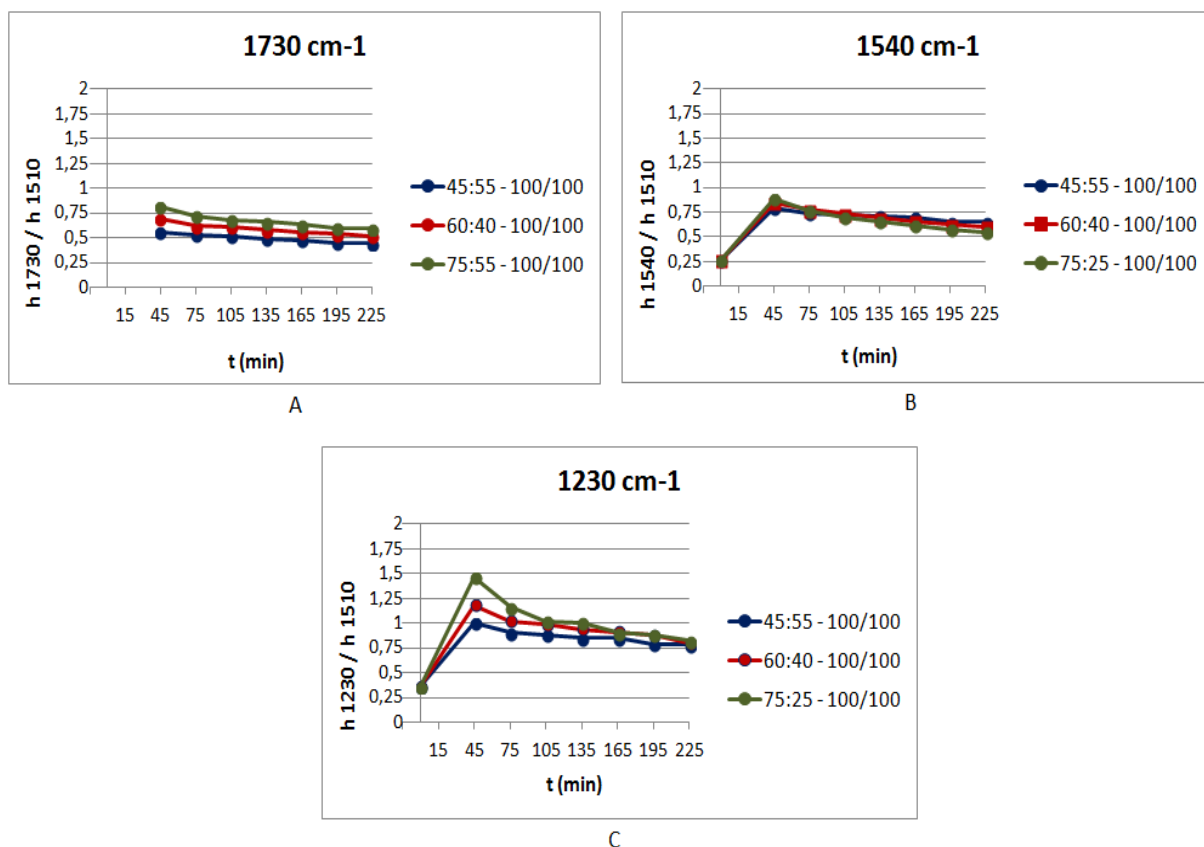 1730 cm-1
h 1730 / h 1510
2
1,75
1,5
1,25
1
0,75
0,5
0,25
0
15 45 75 105 135 165 195 225
t (min)
45:55 - 100/100
60:40 - 100/100
75:55 - 100/100
A
1540 cm-1
h 1540 / h 1510
2
1,75
1,5
1,25
1
0,75
0,5
0,25
0
15 45 75 105 135 165 195 225
t (min)
45:55 - 100/100
60:40 - 100/100
75:25 - 100/100
B
1230 cm-1
h 1230 / h 1510
2
1,75
1,5
1,25
1
0,75
0,5
0,25
0
15 45 75 105 135 165 195 225
t (min)
45:55 - 100/100
60:40 - 100/100
75:25 - 100/100
C